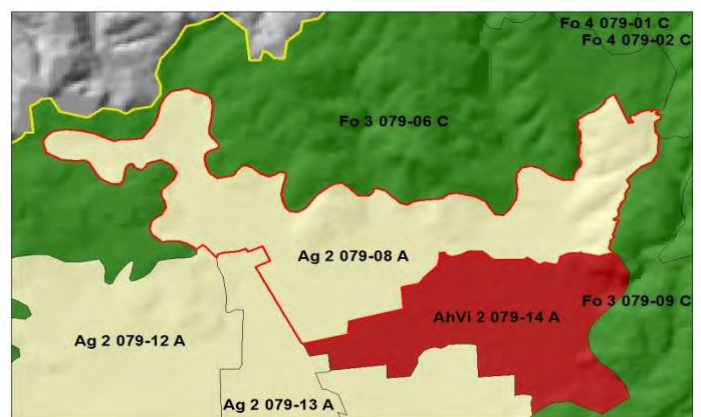 Fo 4 079-01 C
Fo 4 079-02 C
Fo 3 079-06 C
Ag 2 079-08 A
Fo 3 079-09 C
AhVi 2 079-14 A
Ag 2 079-12 A
Ag 2 079-13 A